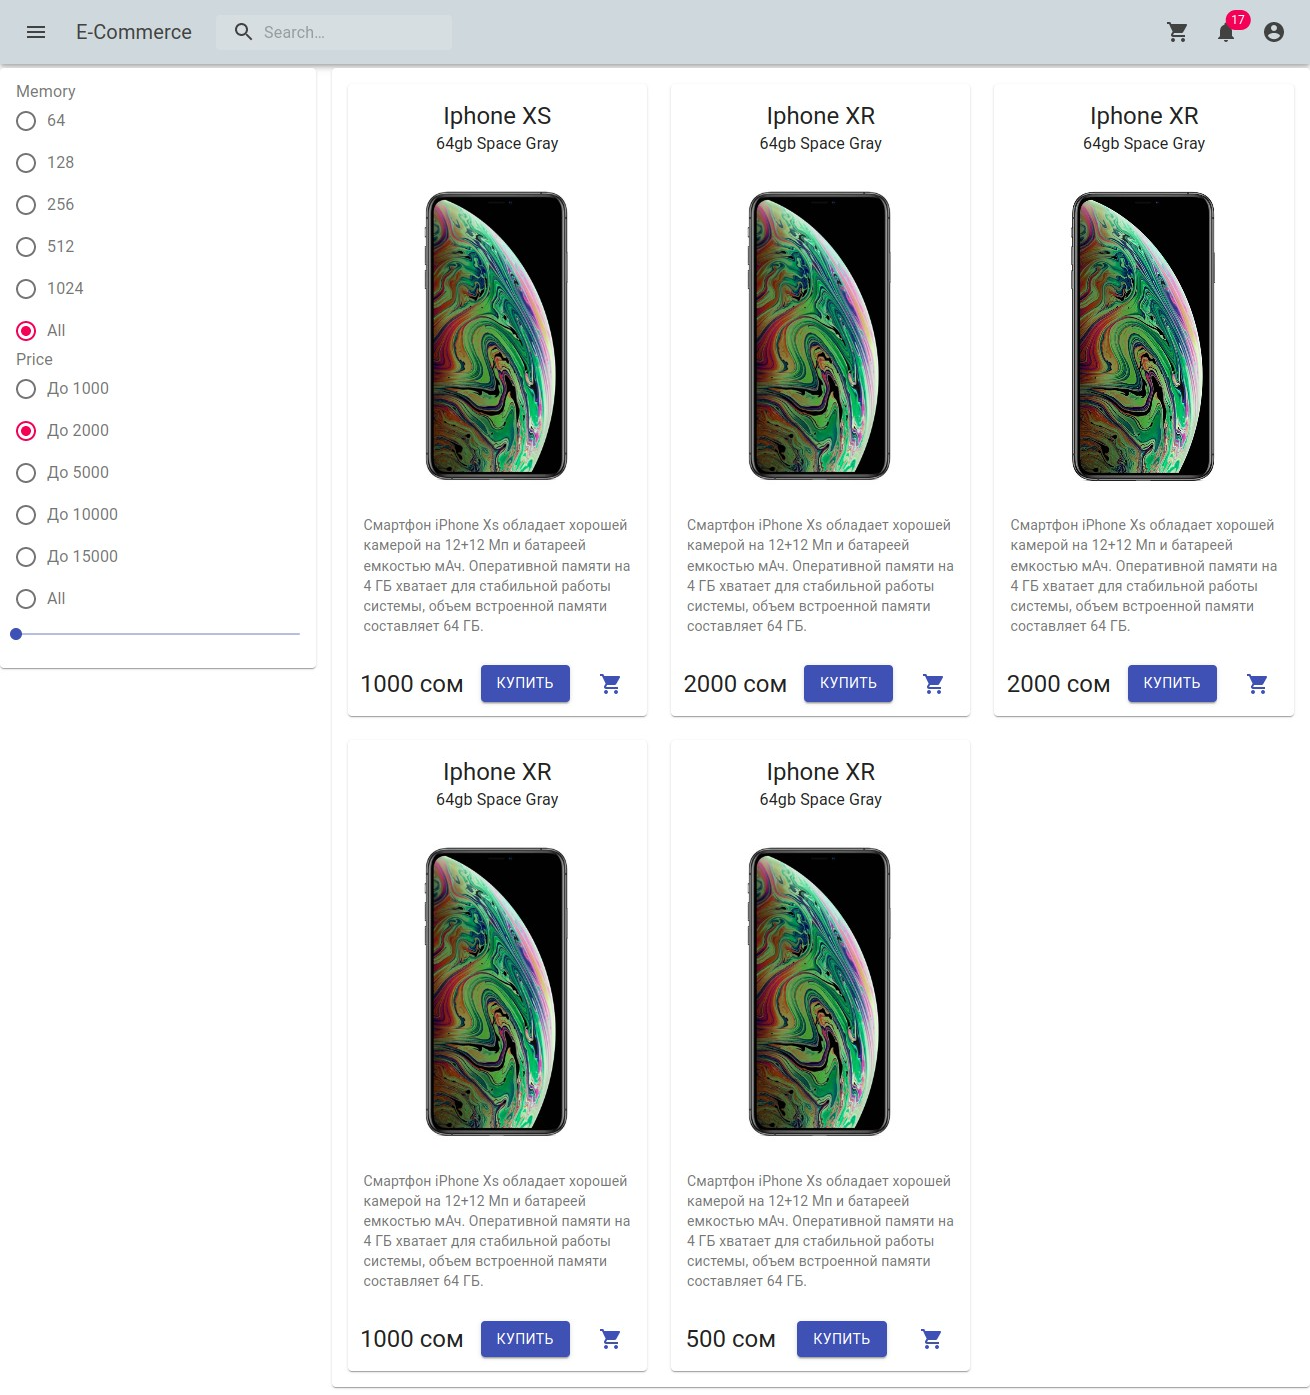 E-Commerce
Search...
17
Memory
64
128
256
512
1024
All
Price
До 1000
До 2000
До 5000
До 10000
До 15000
All
Iphone XS
64gb Space Gray
Смартфон iPhone Xs обладает хорошей
камерой на 12+12 Мп и батареей
емкостью мАч. Оперативной памяти на
4 ГБ хватает для стабильной работы
системы, объем встроенной памяти
составляет 64 ГБ.
1000 сом
КУПИТЬ
Iphone XR
64gb Space Gray
Смартфон iPhone Xs обладает хорошей
камерой на 12+12 Мп и батареей
емкостью мАч. Оперативной памяти на
4 ГБ хватает для стабильной работы
системы, объем встроенной памяти
составляет 64 ГБ.
2000 сом
КУПИТЬ
Iphone XR
64gb Space Gray
Смартфон iPhone Xs обладает хорошей
камерой на 12+12 Мп и батареей
емкостью мАч. Оперативной памяти на
4 ГБ хватает для стабильной работы
системы, объем встроенной памяти
составляет 64 ГБ.
2000 сом
КУПИТЬ
Iphone XR
64gb Space Gray
Смартфон iPhone Xs обладает хорошей
камерой на 12+12 Мп и батареей
емкостью мАч. Оперативной памяти на
4 ГБ хватает для стабильной работы
системы, объем встроенной памяти
составляет 64 ГБ.
1000 сом
КУПИТЬ
Iphone XR
64gb Space Gray
Смартфон iPhone Xs обладает хорошей
камерой на 12+12 Мп и батареей
емкостью мАч. Оперативной памяти на
4 ГБ хватает для стабильной работы
системы, объем встроенной памяти
составляет 64 ГБ.
500 сом
КУПИТЬ